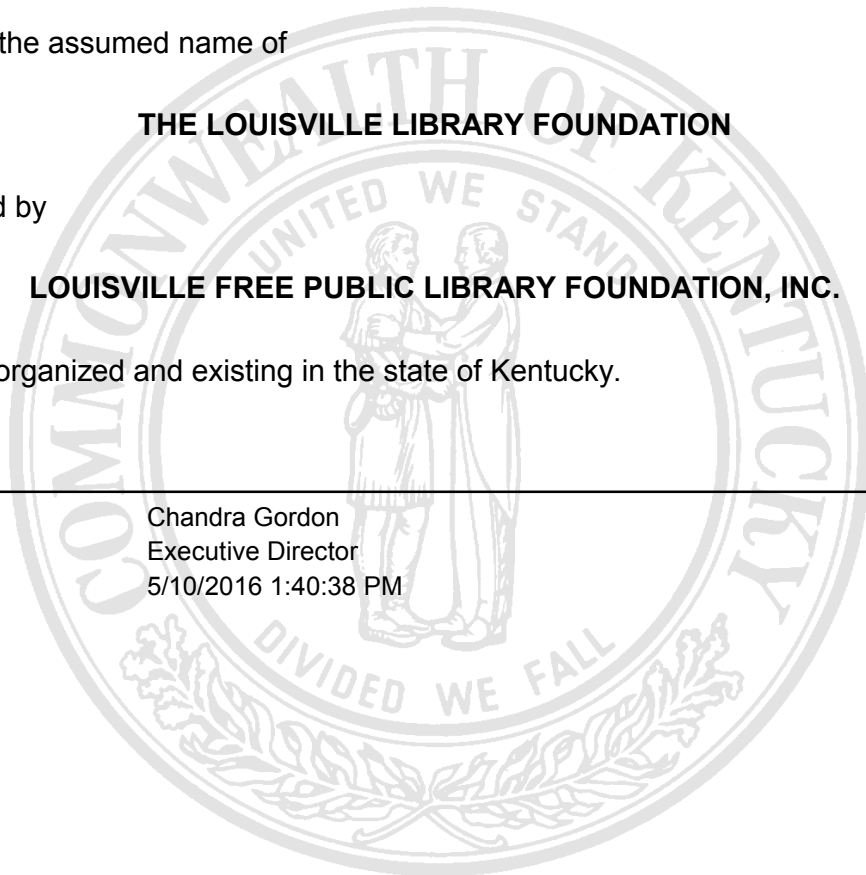 the assumed name of
THE LOUISVILLE LIBRARY FOUNDATION
d by
LOUISVILLE FREE PUBLIC LIBRARY FOUNDATION, INC.
organized and existing in the state of Kentucky.
Chandra Gordon
Executive Director
5/10/2016 1:40:38 PM
COMMONWEALTH OF KENTUCKY
UNITED WE STAND
DIVIDED WE FALL